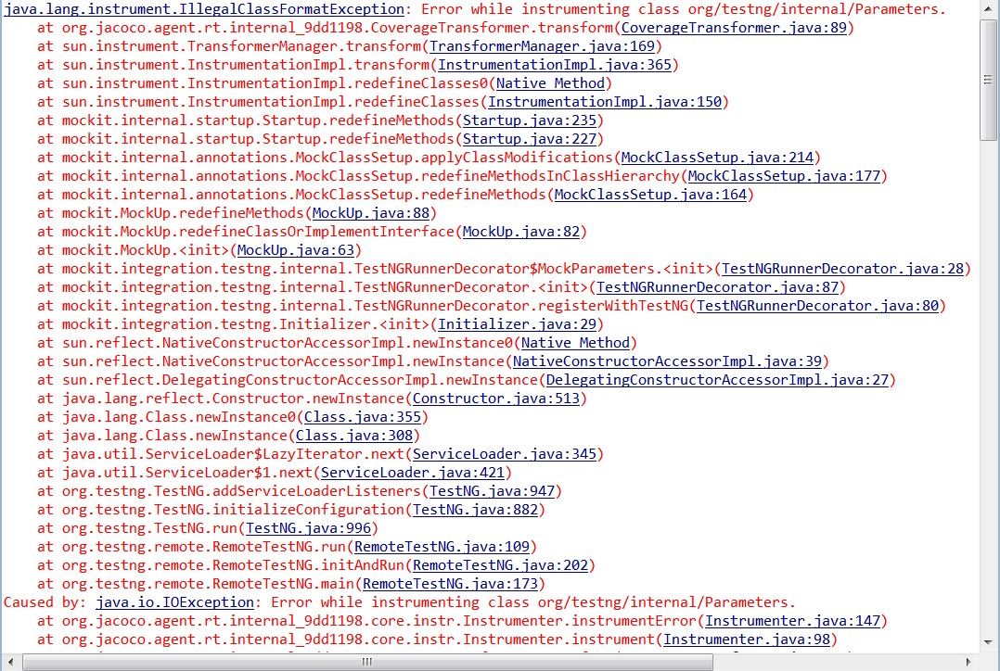 java.lang.instrument.IllegalClassFormatException: Error while instrumenting class org/testng/internal/Parameters.
at org.jacoco.agent.rt.internal_9dd1198.CoverageTransformer.transform(CoverageTransformer.java:89)
at sun.instrument.TransformerManager.transform(TransformerManager.java:169)
at sun.instrument.InstrumentationImpl.transform(InstrumentationImpl.java:365)
at sun.instrument.InstrumentationImpl.redefineClasses0(Native Method)
at sun.instrument.InstrumentationImpl.redefineClasses(InstrumentationImpl.java:150)
at mockit.internal.startup.Startup.redefineMethods(Startup.java:235)
at mockit.internal.startup.Startup.redefineMethods(Startup.java:227)
at mockit.internal.annotations.MockClassSetup.applyClassModifications(MockClassSetup.java:214)
at mockit.internal.annotations.MockClassSetup.redefineMethodsInClassHierarchy(MockClassSetup.java:177)
at mockit.internal.annotations.MockClassSetup.redefineMethods(MockClassSetup.java:164)
at mockit.MockUp.redefineMethods(MockUp.java:88)
at mockit.MockUp.redefineClassOrImplementInterface(MockUp.java:82)
at mockit.MockUp.<init>(MockUp.java:63)
at mockit.integration.testng.internal.TestNGRunnerDecorator$MockParameters.<init>(TestNGRunnerDecorator.java:28)
at mockit.integration.testng.internal.TestNGRunnerDecorator.<init>(TestNGRunnerDecorator.java:87)
at mockit.integration.testng.internal.TestNGRunnerDecorator.registerWithTestNG(TestNGRunnerDecorator.java:80)
at mockit.integration.testng.Initializer.<init>(Initializer.java:29)
at sun.reflect.NativeConstructorAccessorImpl.newInstance0(Native Method)
at sun.reflect.NativeConstructorAccessorImpl.newInstance(NativeConstructorAccessorImpl.java:39)
at sun.reflect.DelegatingConstructorAccessorImpl.newInstance(DelegatingConstructorAccessorImpl.java:27)
at java.lang.reflect.Constructor.newInstance(Constructor.java:513)
at java.lang.Class.newInstance0(Class.java:355)
at java.lang.Class.newInstance(Class.java:308)
at java.util.ServiceLoader$LazyIterator.next(ServiceLoader.java:345)
at java.util.ServiceLoader$1.next(ServiceLoader.java:421)
at org.testng.TestNG.addServiceLoaderListeners(TestNG.java:947)
at org.testng.TestNG.initializeConfiguration(TestNG.java:882)
at org.testng.TestNG.run(TestNG.java:996)
at org.testng.remote.RemoteTestNG.run(RemoteTestNG.java:109)
at org.testng.remote.RemoteTestNG.initAndRun(RemoteTestNG.java:202)
at org.testng.remote.RemoteTestNG.main(RemoteTestNG.java:173)
Caused by: java.io.IOException: Error while instrumenting class org/testng/internal/Parameters.
at org.jacoco.agent.rt.internal_9dd1198.core.instr.Instrumenter.instrumentError(Instrumenter.java:147)
at org.jacoco.agent.rt.internal_9dd1198.core.instr.Instrumenter.instrument(Instrumenter.java:98)